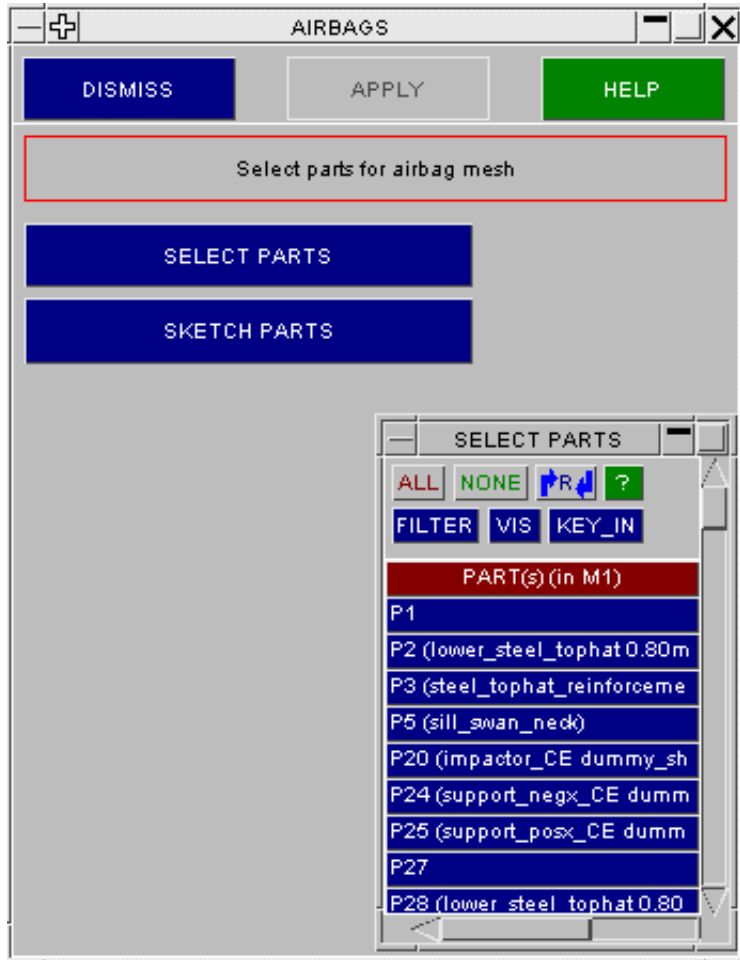 AIRBAGS
DISMISS APPLY HELP
Select parts for airbag mesh
SELECT PARTS
SKETCH PARTS
SELECT PARTS
ALL NONE R ?
FILTER VIS KEY_IN
PART(s) (in M1)
P1
P2 (lower_steel_tophat 0.80m
P3 (steel_tophat_reinforceme
P5 (sill_swan_neck)
P20 (impactor_CE dummy_sh
P24 (support_negx_CE dumm
P25 (support_posx_CE dumm
P27
P28 (lower_steel_tophat 0.80